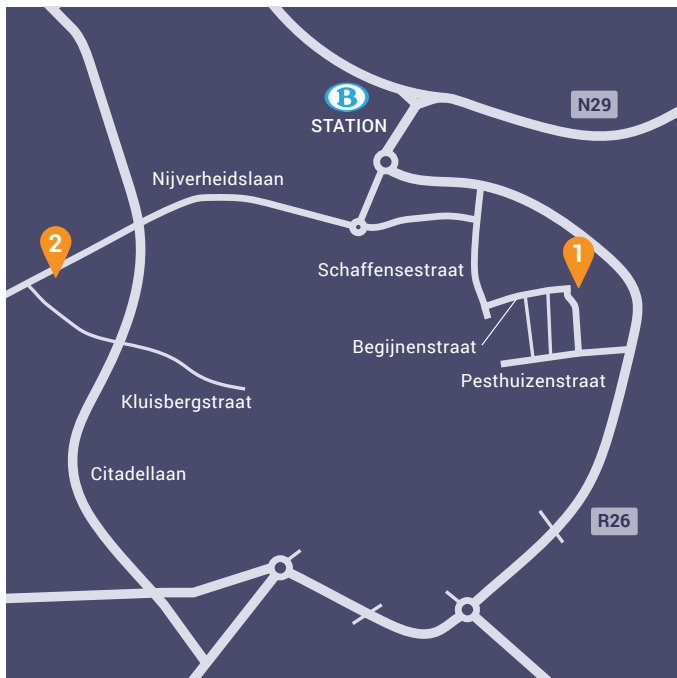 B
STATION
N29
Nijverheidslaan
2
1
Schaffensestraat
Begijnenstraat
Pesthuizenstraat
Kluisbergstraat
Citadellaan
R26